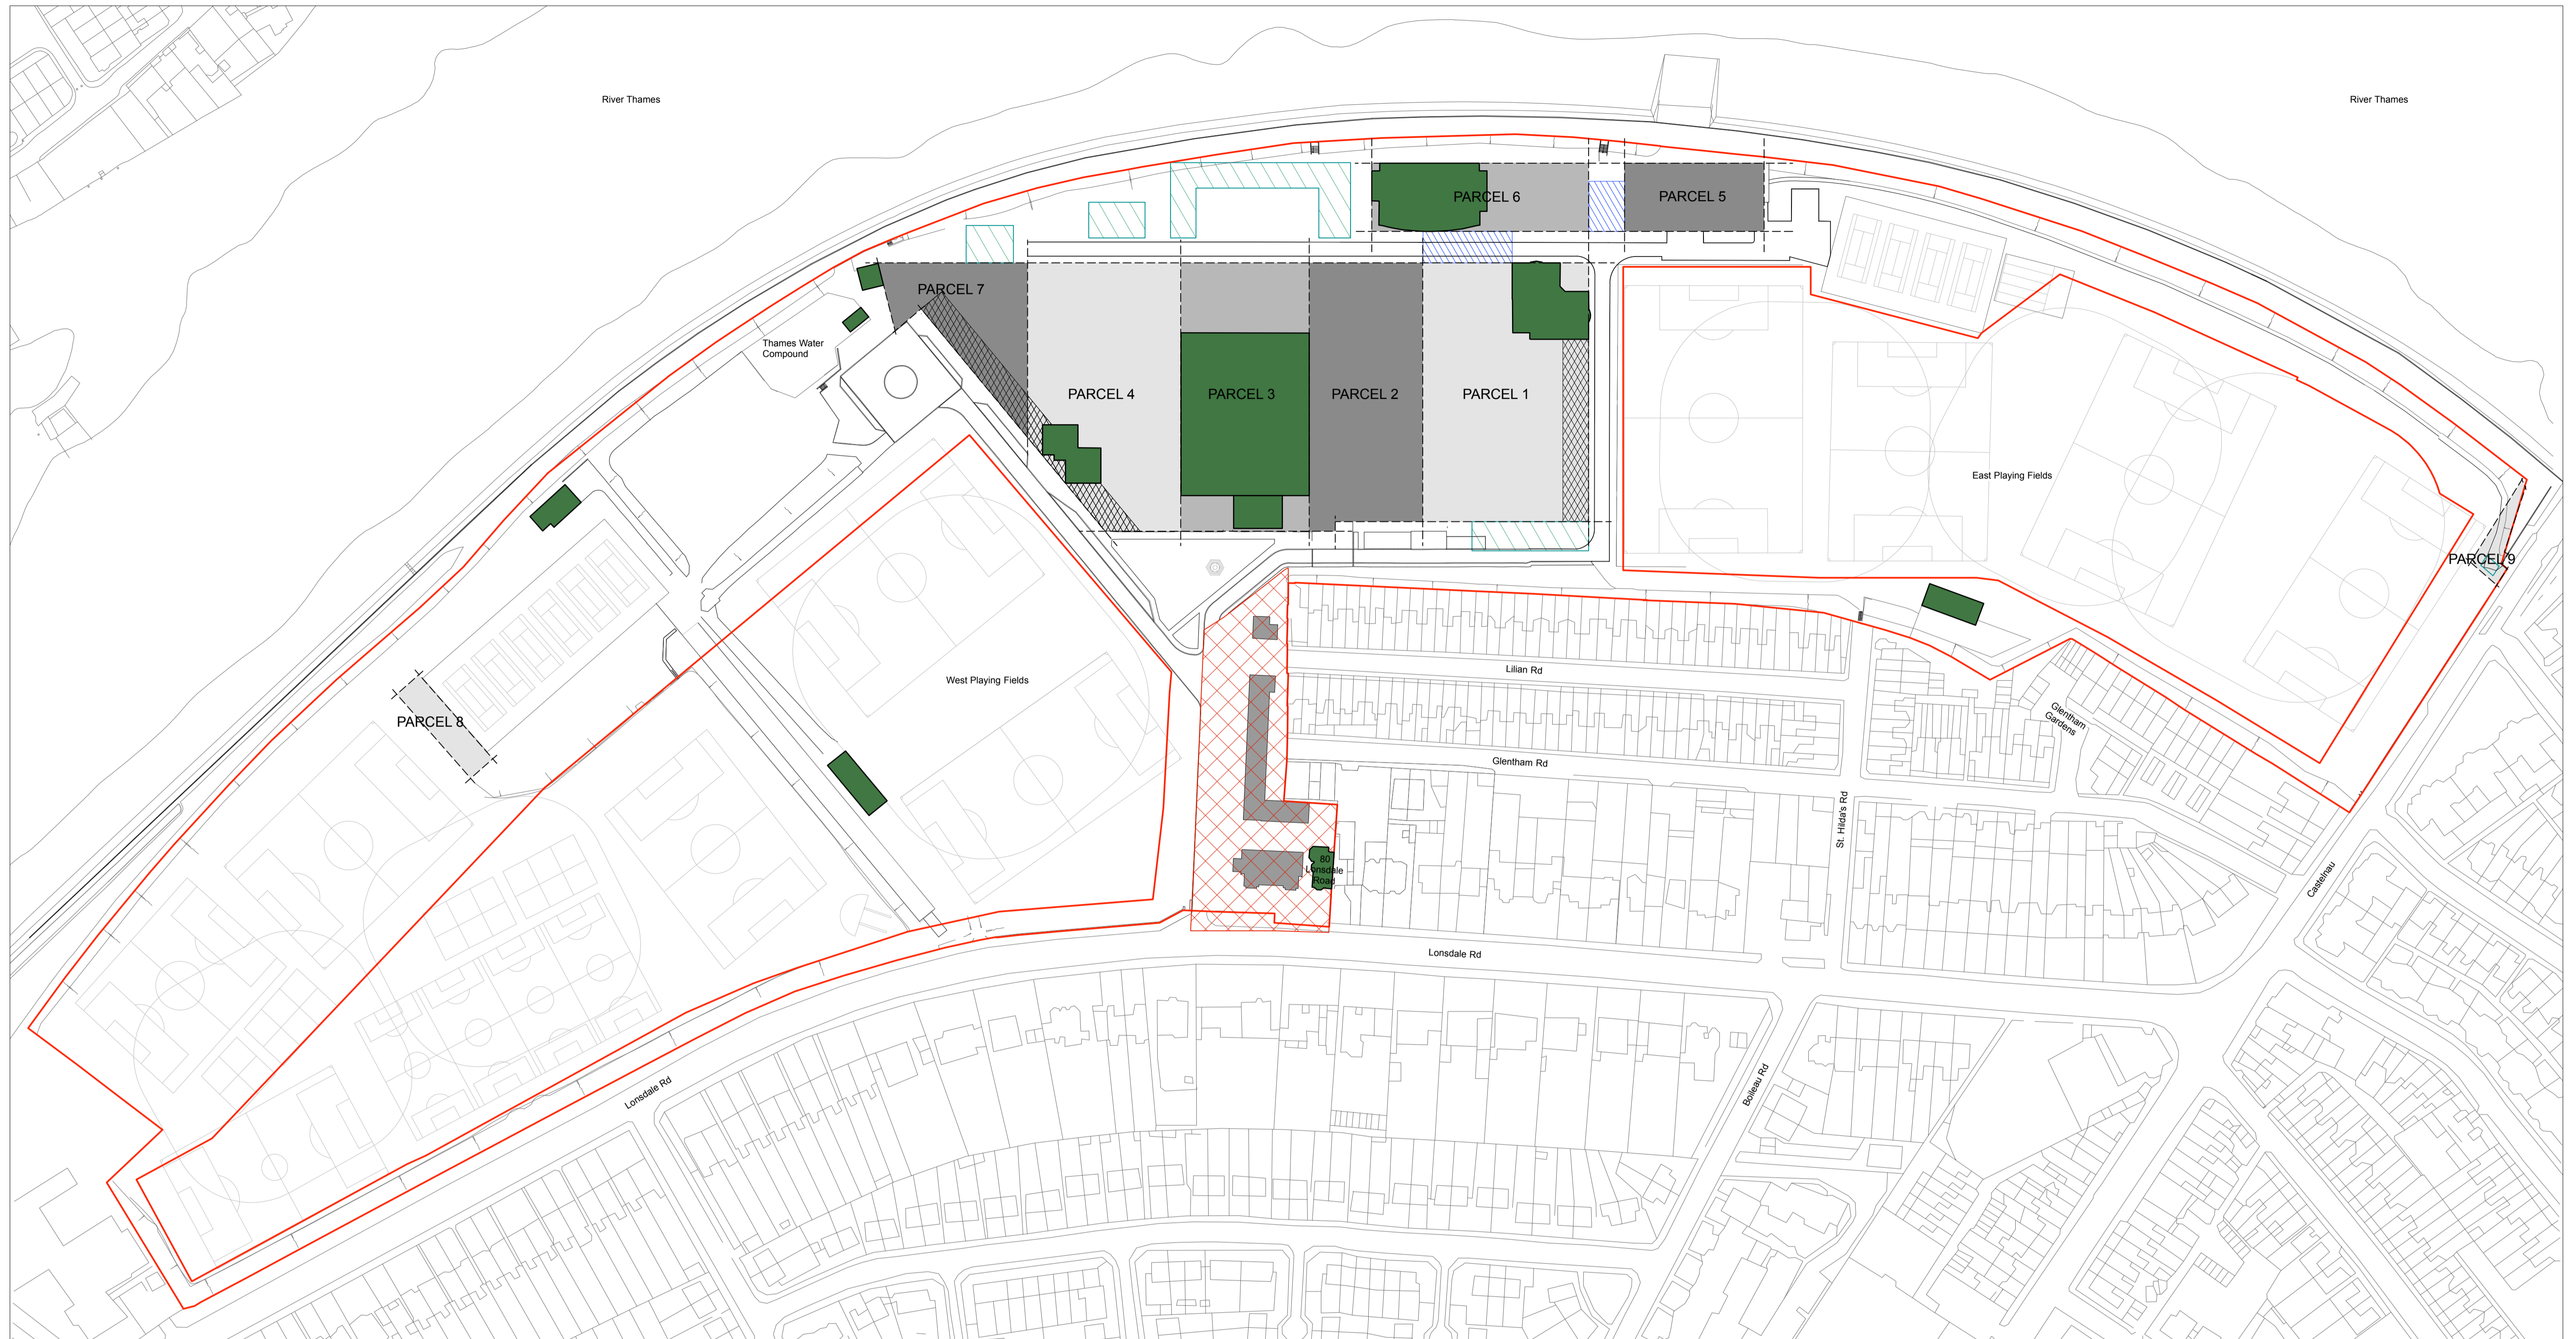 River Thames
River Thames
PARCEL 6
PARCEL 5
PARCEL 7
Thames Water
Compound
PARCEL 4
PARCEL 3
PARCEL 2
PARCEL 1
East Playing Fields
PARCEL 9
Lilian Rd
West Playing Fields
PARCEL 8
Glentham
Gardens
Glentham Rd
St. Hilda's Rd
80
Lonsdale
Road
Castelnau
Lonsdale Rd
Lonsdale Rd
Boileau Rd